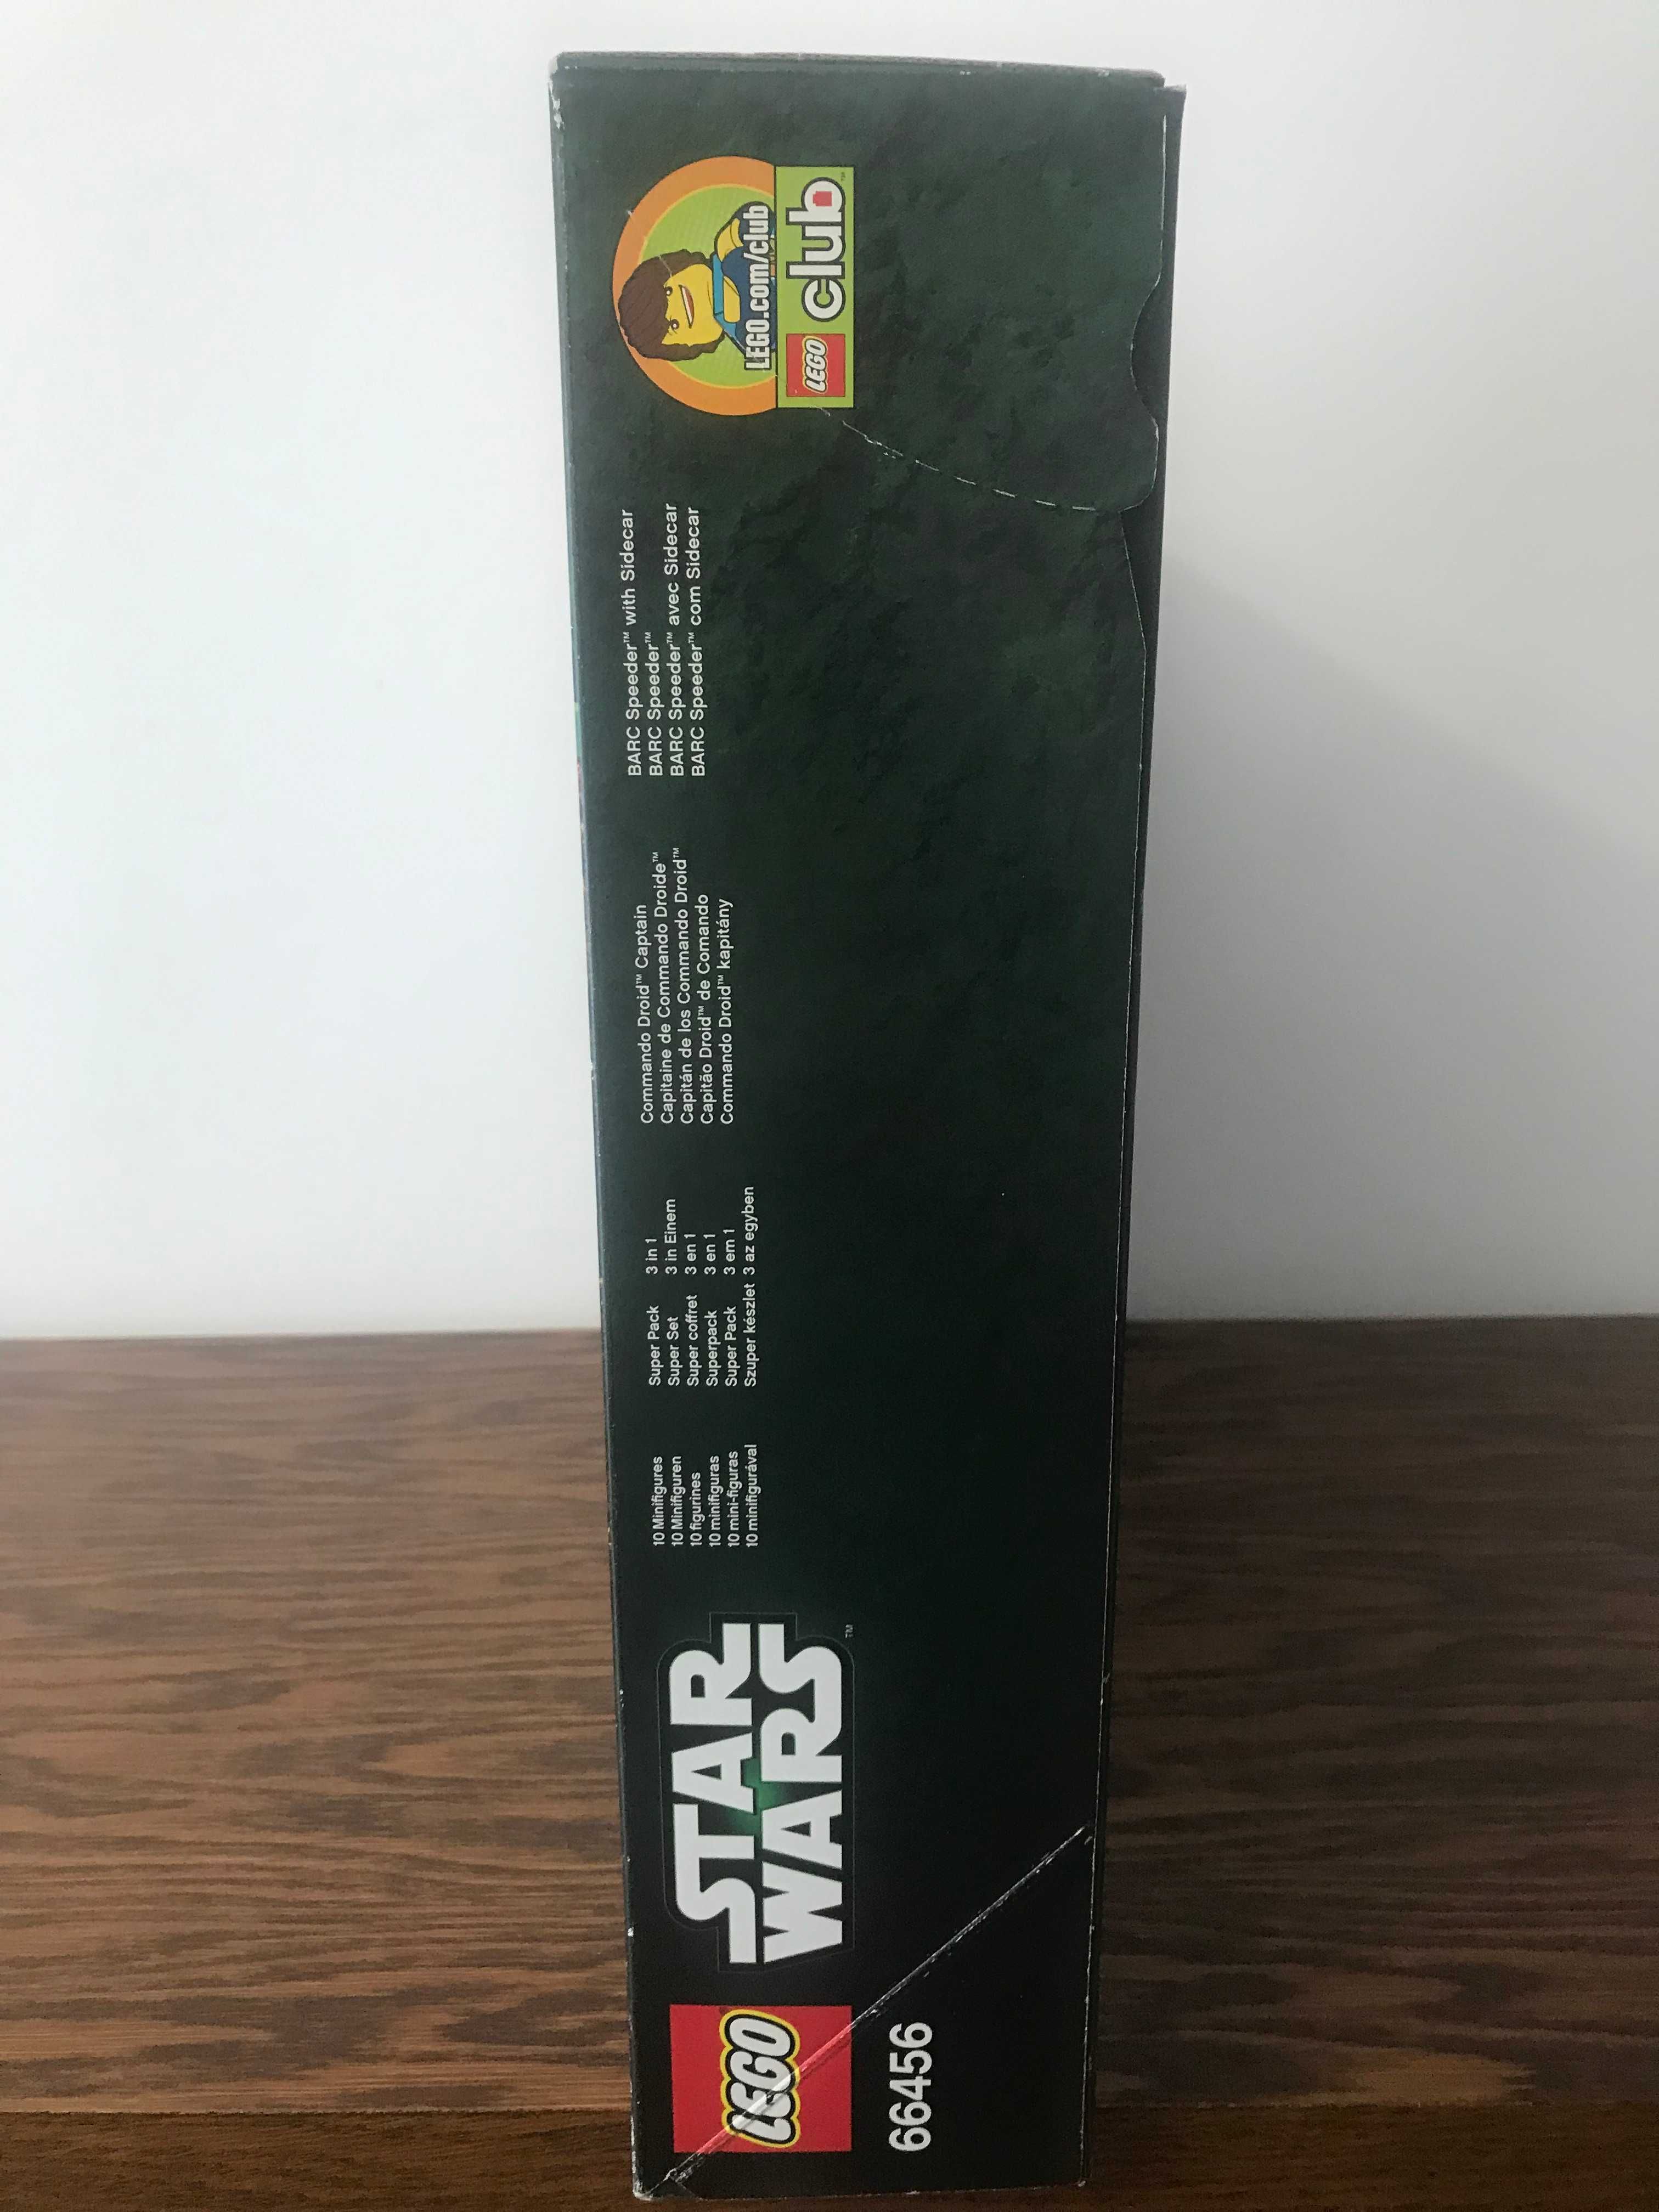 LEGO
66456
STAR
WARS™
10 Minifigures
10 Minifiguren
10 figurines
10 minifiguras
10 mini-figuras
10 minifigurával
Super Pack 3 in 1
Super Set 3 in Einem
Super coffret 3 en 1
Superpack 3 en 1
Super Pack 3 em 1
Szuper készlet 3 az egyben
Commando Droid™ Captain
Capitaine de Commando Droide™
Capitán de los Commando Droid™
Capitão Droid™ de Comando
Commando Droid™ kapitány
BARC Speeder™ with Sidecar
BARC Speeder™
BARC Speeder™ avec Sidecar
BARC Speeder™ com Sidecar
LEGO.com/club
LEGO club™